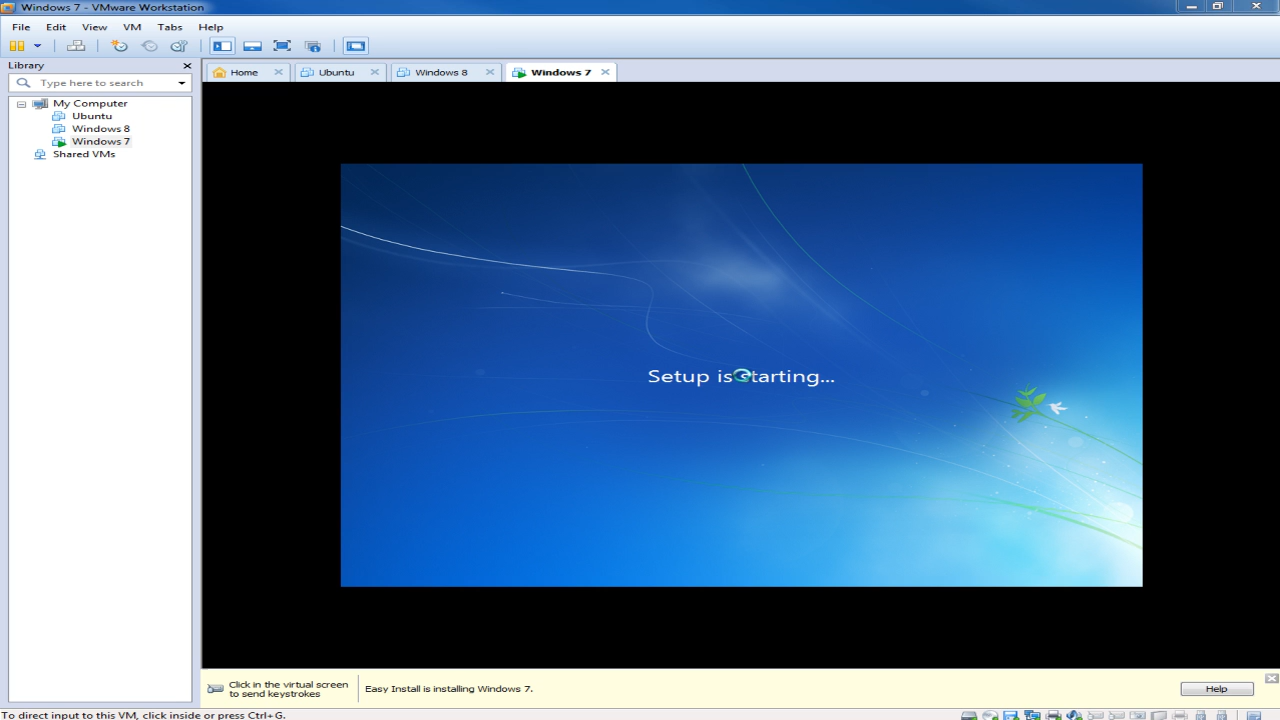 Windows 7 - VMware Workstation
File Edit View VM Tabs Help
Library
Type here to search
My Computer
Ubuntu
Windows 8
Windows 7
Shared VMs
Home Ubuntu Windows 8 Windows 7
Setup is starting...
Click in the virtual screen
to send keystrokes
Easy Install is installing Windows 7.
Help
To direct input to this VM, click inside or press Ctrl+G.